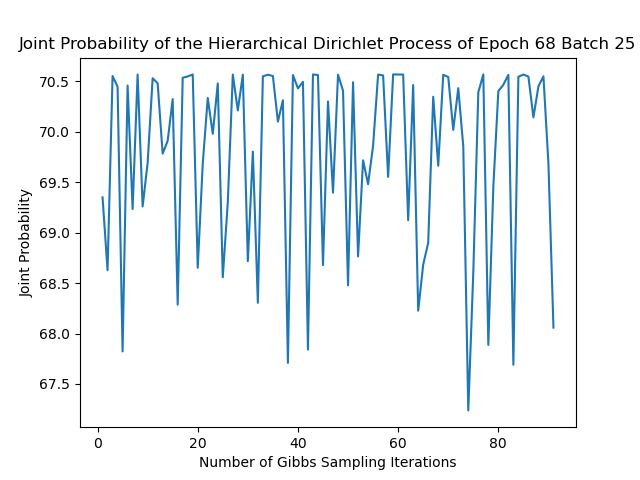 Joint Probability of the Hierarchical Dirichlet Process of Epoch 68 Batch 25
70.5
70.0
69.5
69.0
68.5
68.0
67.5
Joint Probability
0 20 40 60 80
Number of Gibbs Sampling Iterations